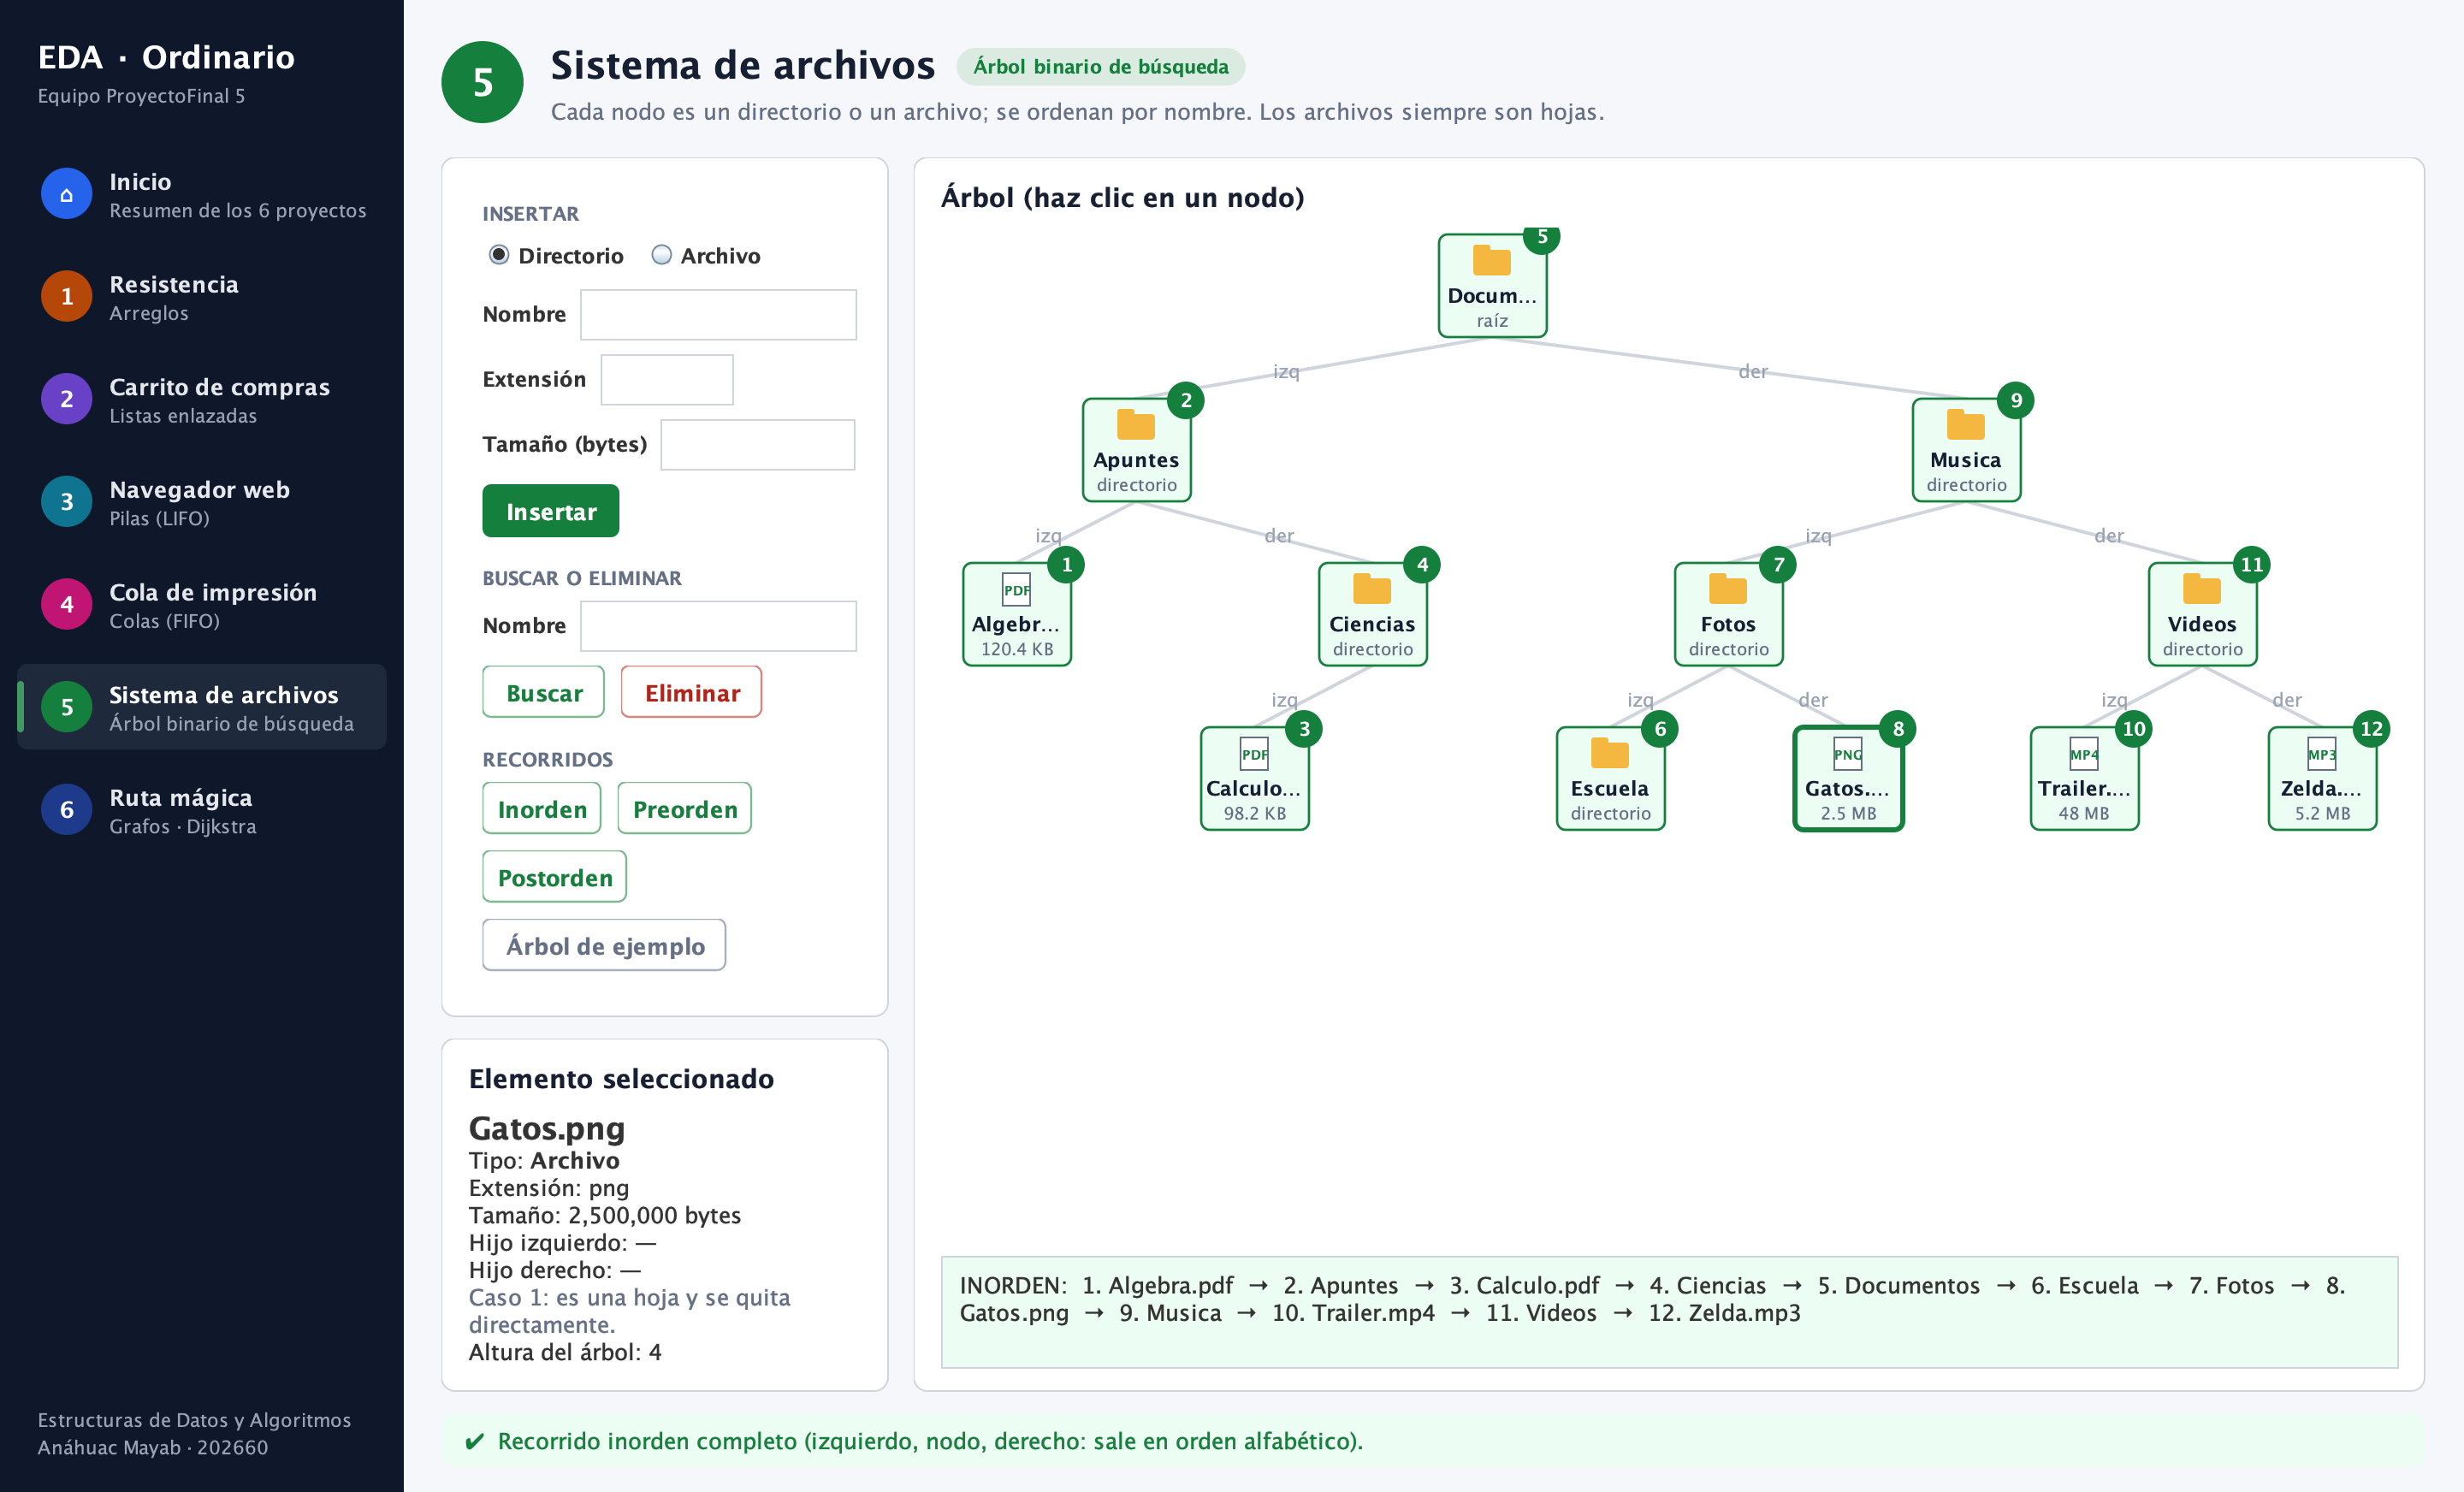 EDA · Ordinario
Equipo ProyectoFinal 5
Inicio
Resumen de los 6 proyectos
1
Resistencia
Arreglos
2
Carrito de compras
Listas enlazadas
3
Navegador web
Pilas (LIFO)
4
Cola de impresión
Colas (FIFO)
5
Sistema de archivos
Árbol binario de búsqueda
6
Ruta mágica
Grafos · Dijkstra
Estructuras de Datos y Algoritmos
Anáhuac Mayab · 202660
5
Sistema de archivos
Árbol binario de búsqueda
Cada nodo es un directorio o un archivo; se ordenan por nombre. Los archivos siempre son hojas.
INSERTAR
Directorio Archivo
Nombre
Extensión
Tamaño (bytes)
Insertar
BUSCAR O ELIMINAR
Nombre
Buscar Eliminar
RECORRIDOS
Inorden Preorden
Postorden
Árbol de ejemplo
Elemento seleccionado
Gatos.png
Tipo: Archivo
Extensión: png
Tamaño: 2,500,000 bytes
Hijo izquierdo: —
Hijo derecho: —
Caso 1: es una hoja y se quita
directamente.
Altura del árbol: 4
Árbol (haz clic en un nodo)
5
Docum...
raíz
izq der
2
Apuntes
directorio
9
Musica
directorio
izq der izq der
1
PDF
Algebr...
120.4 KB
4
Ciencias
directorio
7
Fotos
directorio
11
Videos
directorio
izq izq der izq der
3
PDF
Calculo...
98.2 KB
6
Escuela
directorio
8
PNG
Gatos....
2.5 MB
10
MP4
Trailer....
48 MB
12
MP3
Zelda....
5.2 MB
INORDEN: 1. Algebra.pdf → 2. Apuntes → 3. Calculo.pdf → 4. Ciencias → 5. Documentos → 6. Escuela → 7. Fotos → 8.
Gatos.png → 9. Musica → 10. Trailer.mp4 → 11. Videos → 12. Zelda.mp3
✔ Recorrido inorden completo (izquierdo, nodo, derecho: sale en orden alfabético).